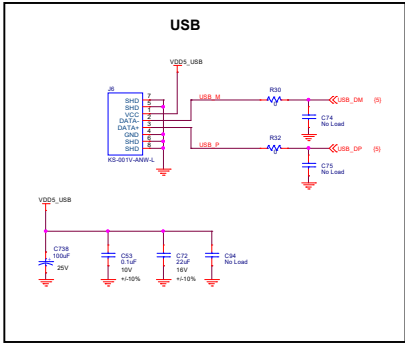 USB
VDD5_USB
J6
SHD 7
SHD 5
VCC 1
DATA- 2
DATA+ 3
GND 4
SHD 6
SHD 8
KS-001V-ANW-L
USB_M
R30
USB_DM (5)
C74
No Load
USB_P
R32
USB_DP (5)
C75
No Load
VDD5_USB
C738
100uF
25V
C53
0.1uF
10V
+/-10%
C72
22uF
16V
+/-10%
C94
No Load